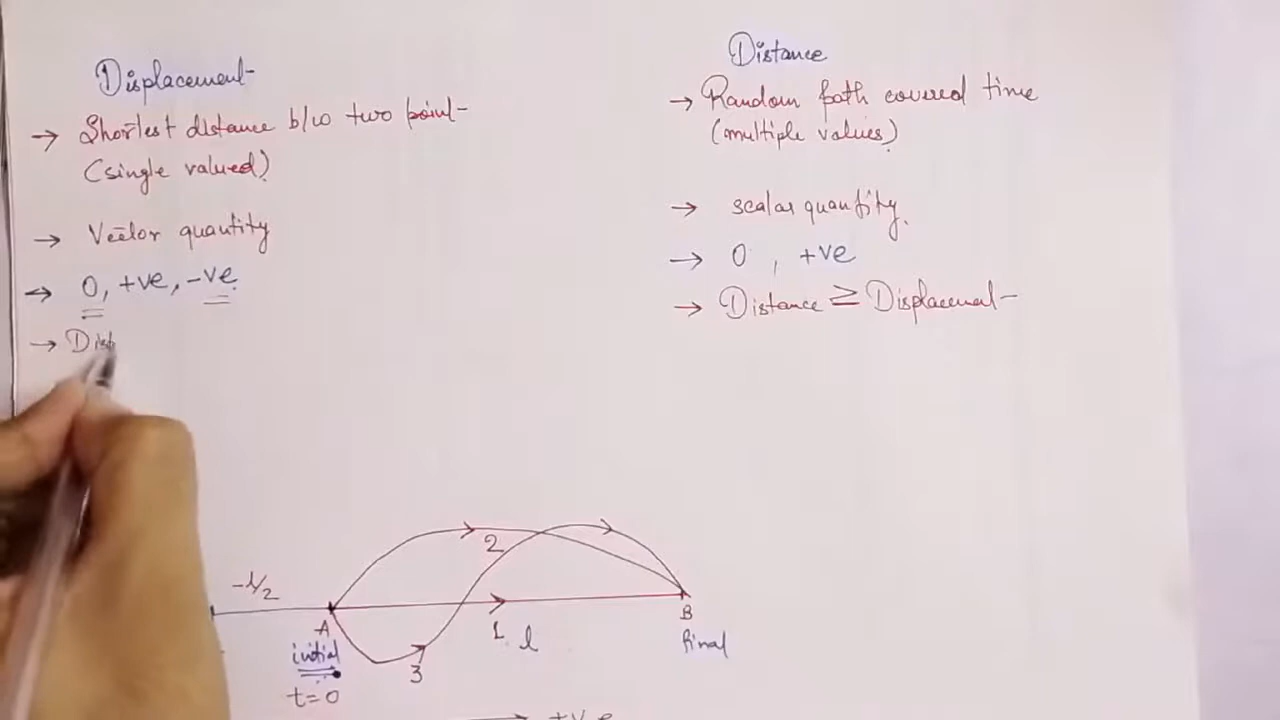 Displacement
→ Shortest distance b/w two point
(single valued)
→ Vector quantity
→ 0, +ve, -ve.
→ Dist
Distance
→ Random path covered time
(multiple values)
→ scalar quantity.
→ 0 , +ve
→ Distance ≥ Displacement
2
-l/2
A
B
1. l
initial
final
3
t=0
+ve